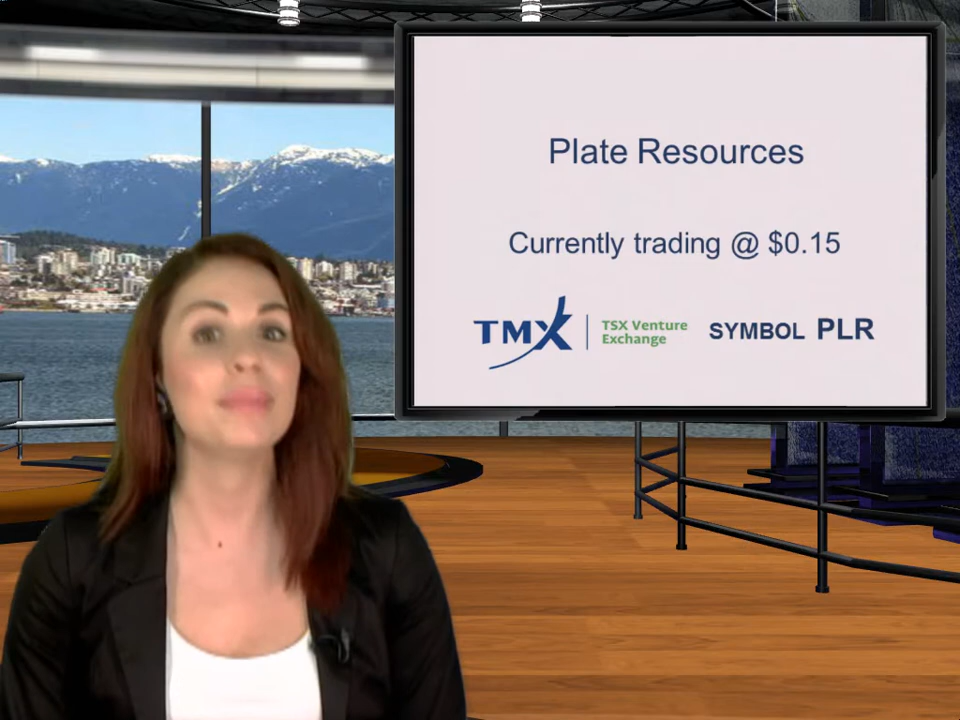 Plate Resources
Currently trading @ $0.15
TMX | TSX Venture Exchange SYMBOL PLR